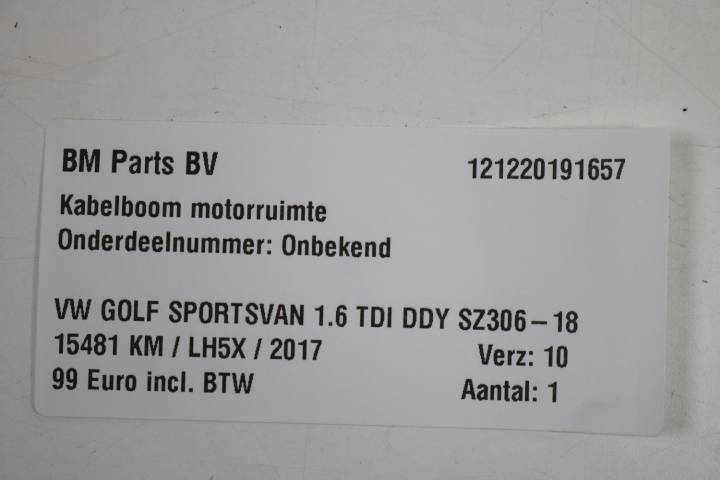 BM Parts BV 121220191657
Kabelboom motorruimte
Onderdeelnummer: Onbekend
VW GOLF SPORTSVAN 1.6 TDI DDY SZ306-18
15481 KM / LH5X / 2017 Verz: 10
99 Euro incl. BTW Aantal: 1